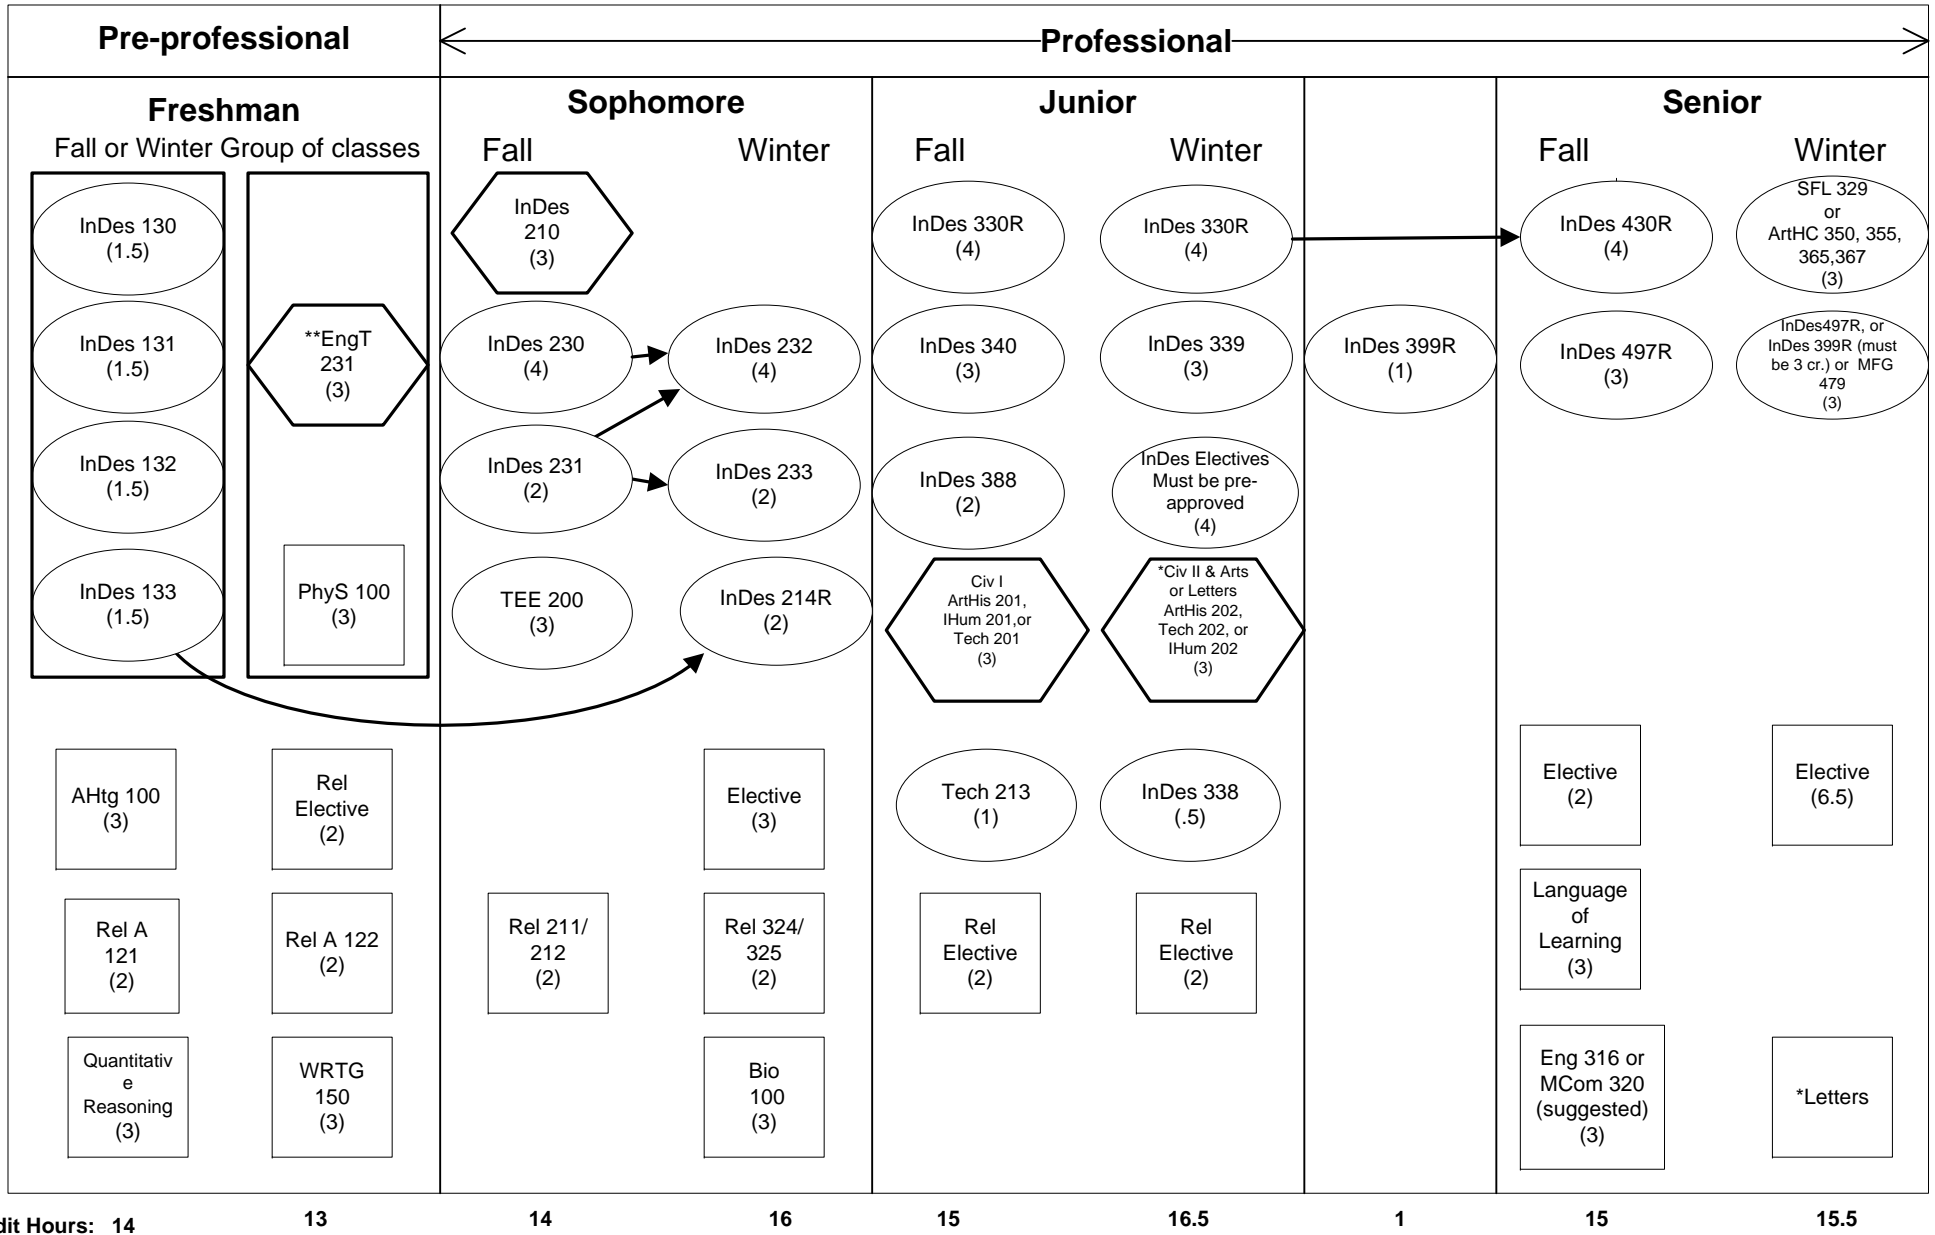 Pre-professional
Professional
Freshman
Fall or Winter Group of classes
Sophomore
Fall
Winter
Junior
Fall
Winter
Senior
Fall
Winter
InDes 130
(1.5)
InDes 131
(1.5)
InDes 132
(1.5)
InDes 133
(1.5)
AHtg 100
(3)
Rel A
121
(2)
Quantitativ
e
Reasoning
(3)
**EngT
231
(3)
PhyS 100
(3)
Rel
Elective
(2)
Rel A 122
(2)
WRTG
150
(3)
InDes
210
(3)
InDes 230
(4)
InDes 231
(2)
TEE 200
(3)
Rel 211/
212
(2)
InDes 232
(4)
InDes 233
(2)
InDes 214R
(2)
Elective
(3)
Rel 324/
325
(2)
Bio
100
(3)
InDes 330R
(4)
InDes 340
(3)
InDes 388
(2)
Civ I
ArtHis 201,
IHum 201,or
Tech 201
(3)
Tech 213
(1)
Rel
Elective
(2)
InDes 330R
(4)
InDes 339
(3)
InDes Electives
Must be pre-
approved
(4)
*Civ II & Arts
or Letters
ArtHis 202,
Tech 202, or
IHum 202
(3)
InDes 338
(.5)
Rel
Elective
(2)
InDes 399R
(1)
InDes 430R
(4)
InDes 497R
(3)
Elective
(2)
Language
of
Learning
(3)
Eng 316 or
MCom 320
(suggested)
(3)
SFL 329
or
ArtHC 350, 355,
365,367
(3)
InDes497R, or
InDes 399R (must
be 3 cr.) or MFG
479
(3)
Elective
(6.5)
*Letters
dit Hours: 14
13
14
16
15
16.5
1
15
15.5